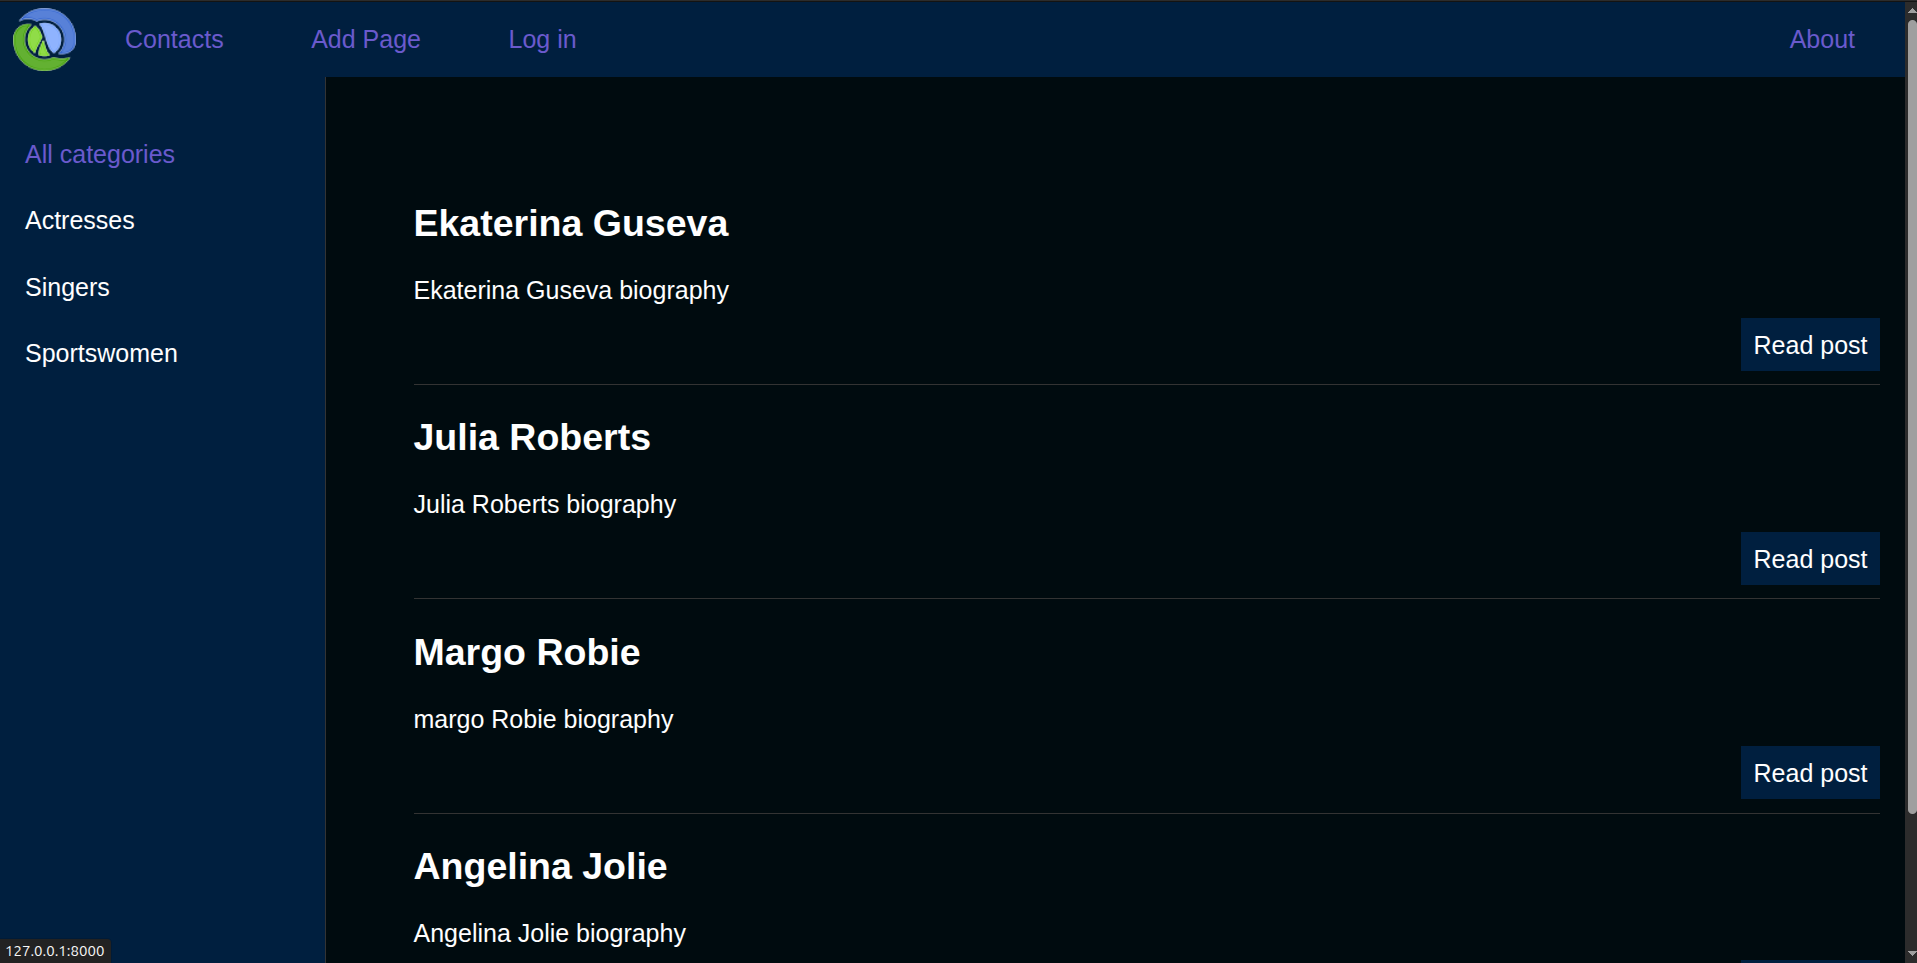 Contacts Add Page Log in About
All categories
Actresses
Singers
Sportswomen
Ekaterina Guseva
Ekaterina Guseva biography
Read post
Julia Roberts
Julia Roberts biography
Read post
Margo Robie
margo Robie biography
Read post
Angelina Jolie
Angelina Jolie biography
127.0.0.1:8000